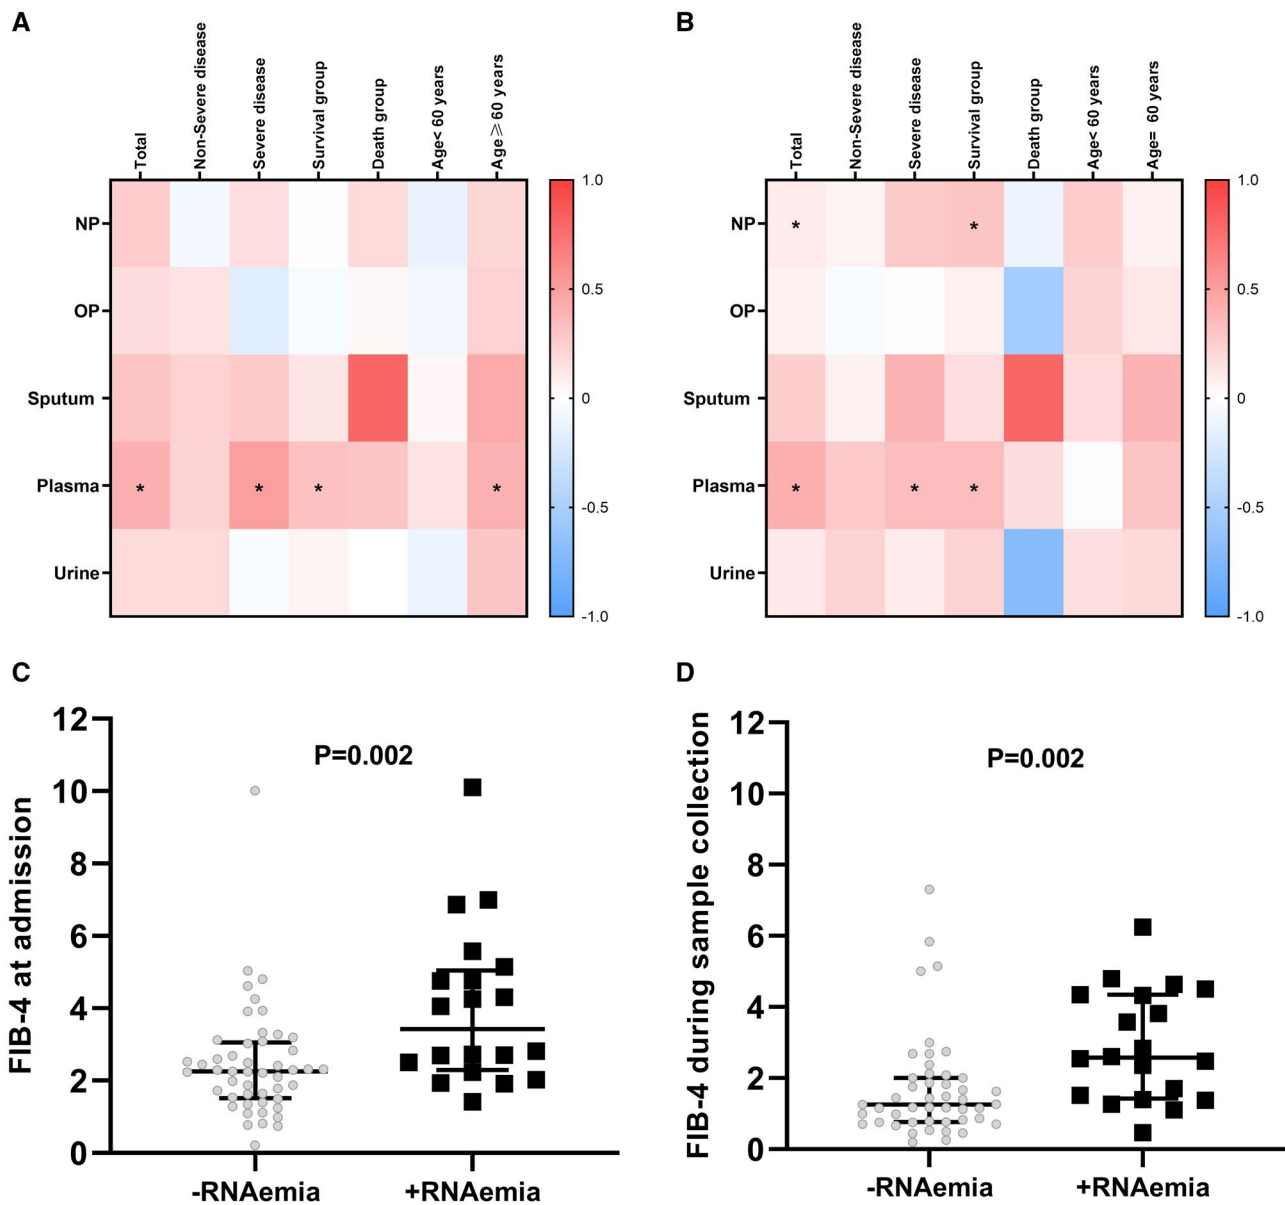 A
Total
Non-Severe disease
Severe disease
Survival group
Death group
Age< 60 years
Age⩾ 60 years
NP
OP
Sputum
Plasma
Urine
* * * *
1.0
0.5
0
-0.5
-1.0
B
Total
Non-Severe disease
Severe disease
Survival group
Death group
Age< 60 years
Age= 60 years
NP
* *
OP
Sputum
Plasma
* * *
Urine
1.0
0.5
0
-0.5
-1.0
C
FIB-4 at admission
12
10
8
6
4
2
0
P=0.002
-RNAemia
+RNAemia
D
FIB-4 during sample collection
12
10
8
6
4
2
0
P=0.002
-RNAemia
+RNAemia